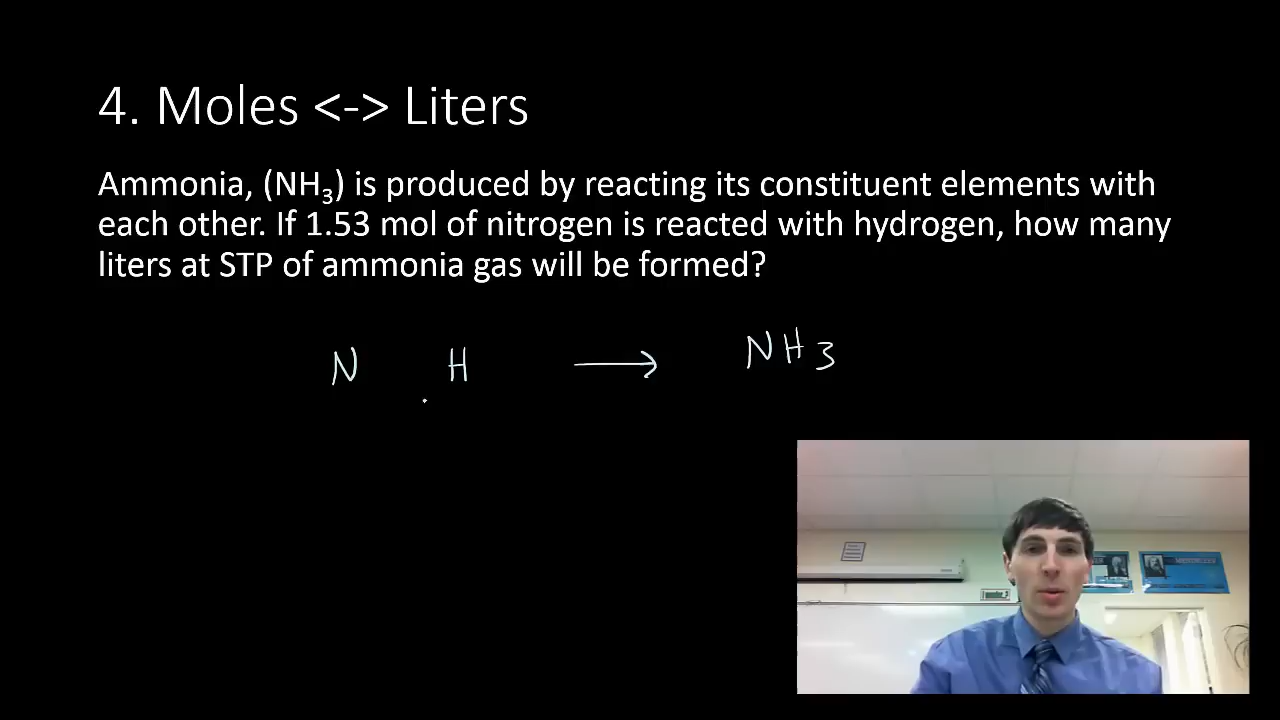 4. Moles <-> Liters
Ammonia, (NH₃) is produced by reacting its constituent elements with
each other. If 1.53 mol of nitrogen is reacted with hydrogen, how many
liters at STP of ammonia gas will be formed?
N H → NH3